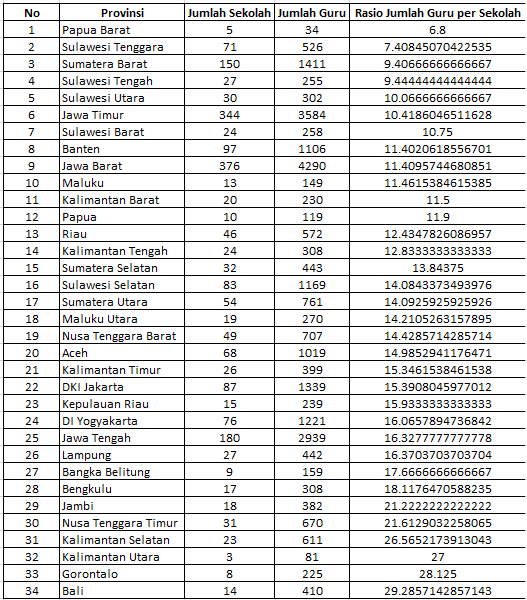 No Provinsi Jumlah Sekolah Jumlah Guru Rasio Jumlah Guru per Sekolah
1 Papua Barat 5 34 6.8
2 Sulawesi Tenggara 71 526 7.40845070422535
3 Sumatera Barat 150 1411 9.40666666666667
4 Sulawesi Tengah 27 255 9.44444444444444
5 Sulawesi Utara 30 302 10.0666666666667
6 Jawa Timur 344 3584 10.4186046511628
7 Sulawesi Barat 24 258 10.75
8 Banten 97 1106 11.4020618556701
9 Jawa Barat 376 4290 11.4095744680851
10 Maluku 13 149 11.4615384615385
11 Kalimantan Barat 20 230 11.5
12 Papua 10 119 11.9
13 Riau 46 572 12.4347826086957
14 Kalimantan Tengah 24 308 12.8333333333333
15 Sumatera Selatan 32 443 13.84375
16 Sulawesi Selatan 83 1169 14.0843373493976
17 Sumatera Utara 54 761 14.0925925925926
18 Maluku Utara 19 270 14.2105263157895
19 Nusa Tenggara Barat 49 707 14.4285714285714
20 Aceh 68 1019 14.9852941176471
21 Kalimantan Timur 26 399 15.3461538461538
22 DKI Jakarta 87 1339 15.3908045977012
23 Kepulauan Riau 15 239 15.9333333333333
24 DI Yogyakarta 76 1221 16.0657894736842
25 Jawa Tengah 180 2939 16.3277777777778
26 Lampung 27 442 16.3703703703704
27 Bangka Belitung 9 159 17.6666666666667
28 Bengkulu 17 308 18.1176470588235
29 Jambi 18 382 21.2222222222222
30 Nusa Tenggara Timur 31 670 21.6129032258065
31 Kalimantan Selatan 23 611 26.5652173913043
32 Kalimantan Utara 3 81 27
33 Gorontalo 8 225 28.125
34 Bali 14 410 29.2857142857143